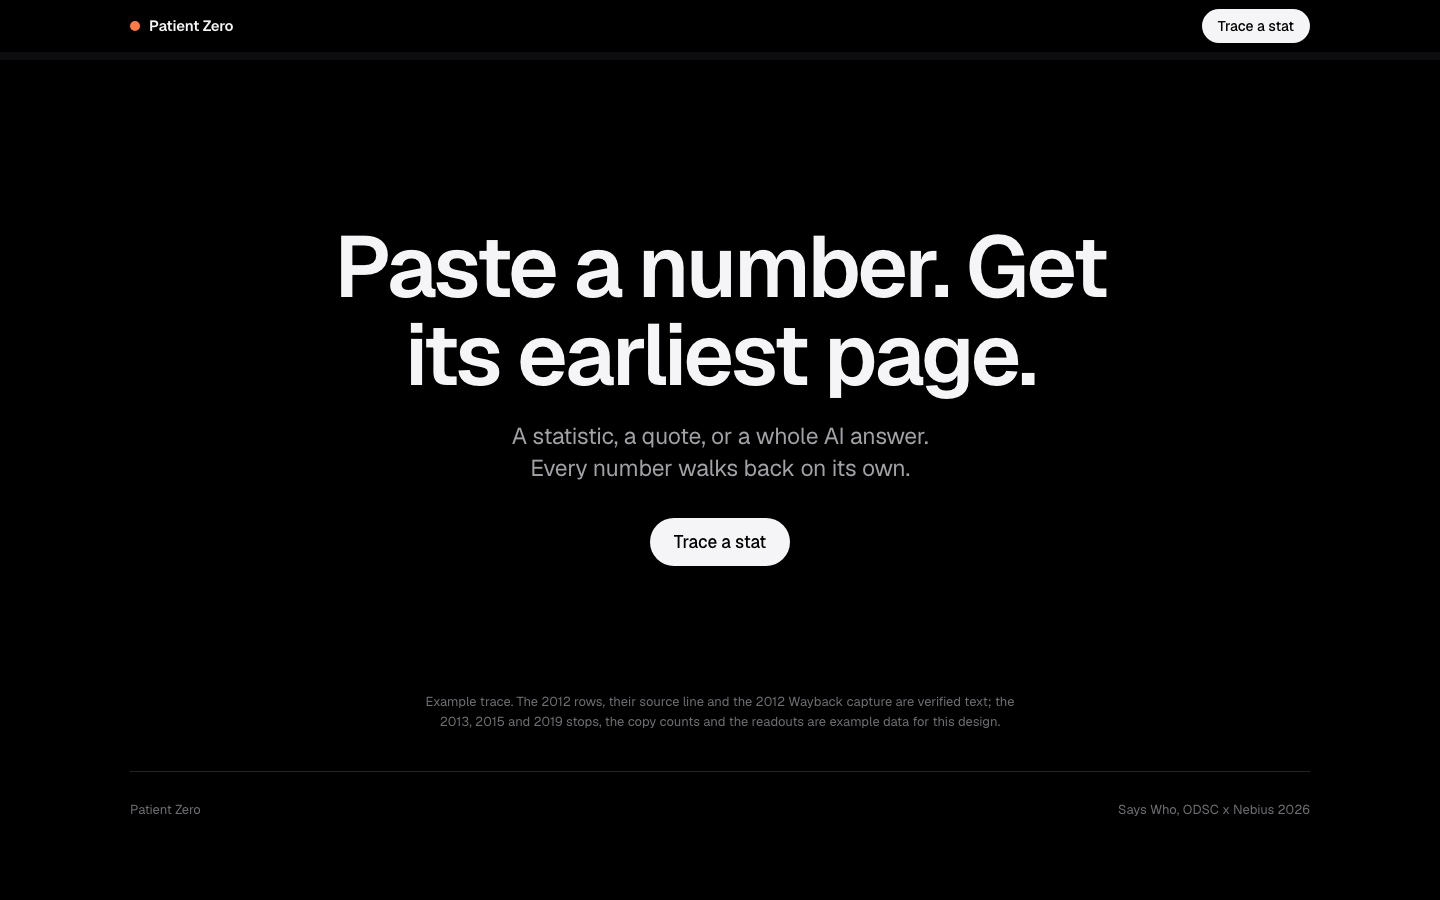 Patient Zero
Trace a stat
Paste a number. Get
its earliest page.
A statistic, a quote, or a whole AI answer.
Every number walks back on its own.
Trace a stat
Example trace. The 2012 rows, their source line and the 2012 Wayback capture are verified text; the
2013, 2015 and 2019 stops, the copy counts and the readouts are example data for this design.
Patient Zero
Says Who, ODSC x Nebius 2026